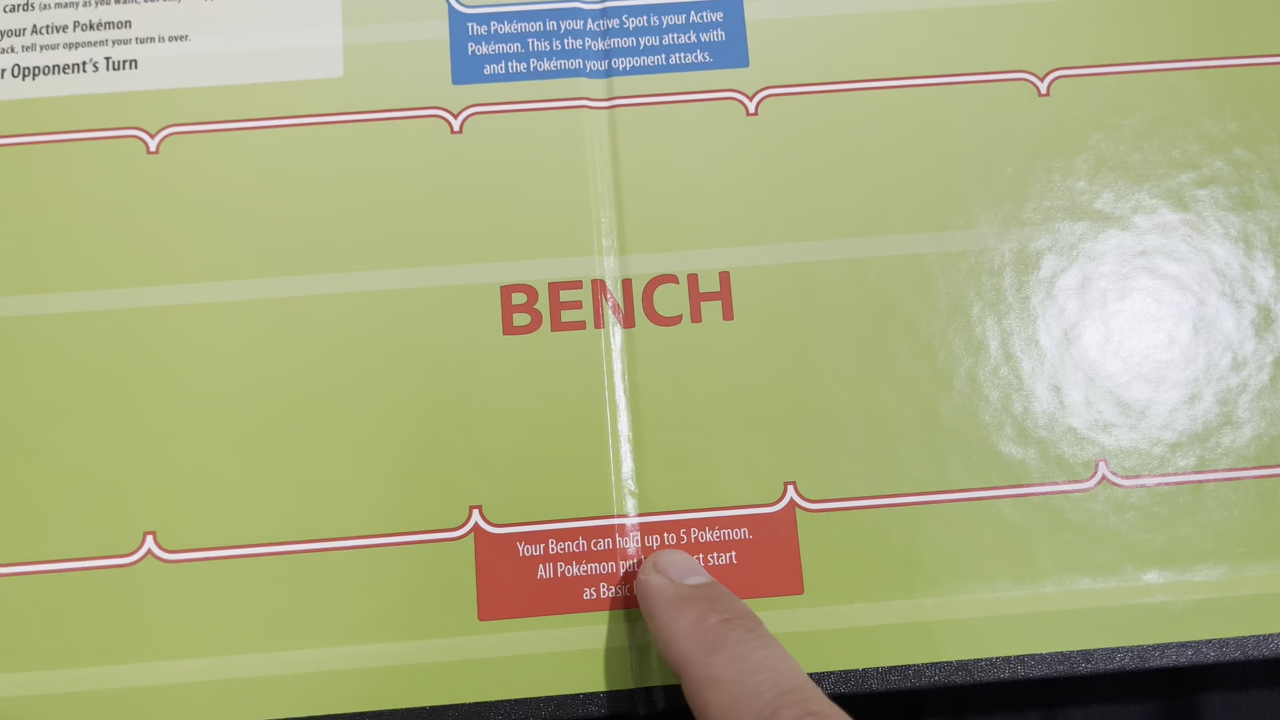 cards (as many as you want, but only
your Active Pokémon
ack, tell your opponent your turn is over.
r Opponent's Turn
The Pokémon in your Active Spot is your Active
Pokémon. This is the Pokémon you attack with
and the Pokémon your opponent attacks.
BENCH
Your Bench can hold up to 5 Pokémon.
All Pokémon put st start
as Basic